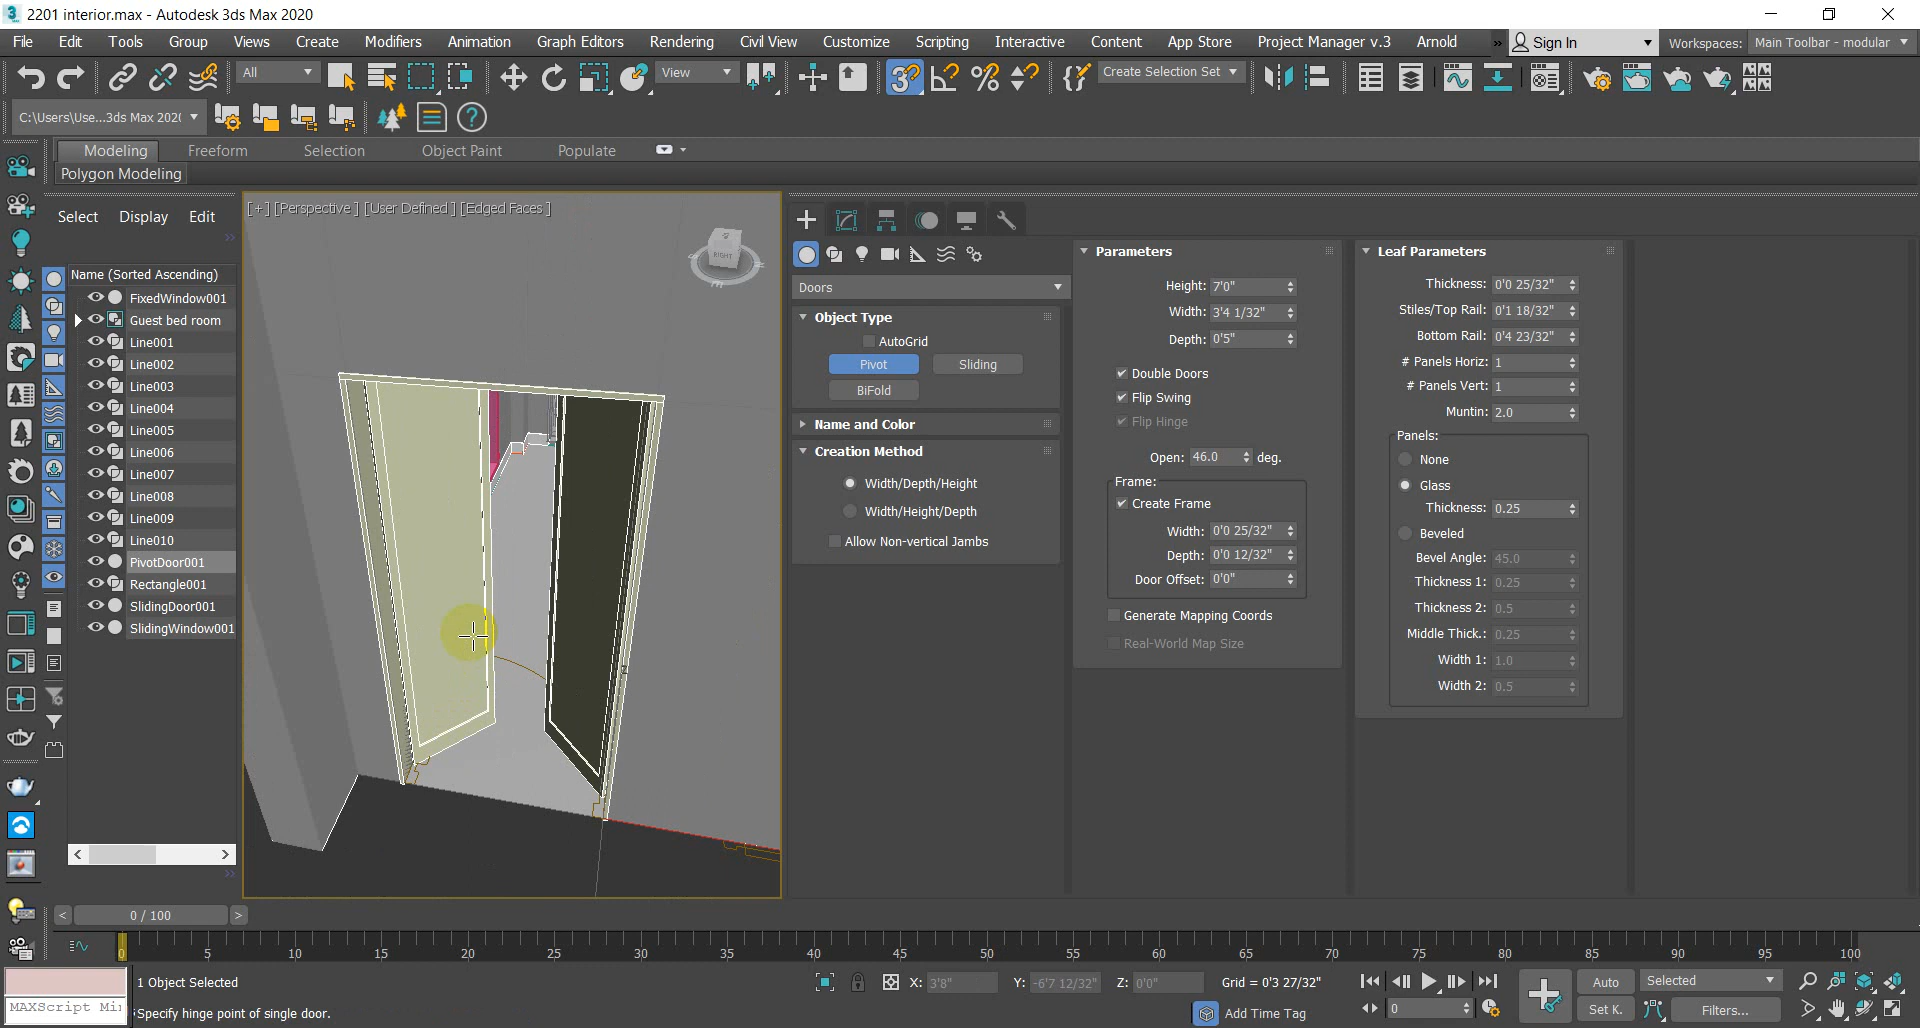 2201 interior.max - Autodesk 3ds Max 2020
File Edit Tools Group Views Create Modifiers Animation Graph Editors Rendering Civil View Customize Scripting Interactive Content App Store Project Manager v.3 Arnold » Sign In Workspaces: Main Toolbar - modular
All View Create Selection Set
C:\Users\Use...3ds Max 202(
Modeling Freeform Selection Object Paint Populate
Polygon Modeling
Select Display Edit
[+] [Perspective ] [User Defined ] [Edged Faces ]
RIGHT
Name (Sorted Ascending)
FixedWindow001
Guest bed room
Line001
Line002
Line003
Line004
Line005
Line006
Line007
Line008
Line009
Line010
PivotDoor001
Rectangle001
SlidingDoor001
SlidingWindow001
Doors
Object Type
AutoGrid
Pivot Sliding
BiFold
Name and Color
Creation Method
Width/Depth/Height
Width/Height/Depth
Allow Non-vertical Jambs
Parameters
Height: 7'0"
Width: 3'4 1/32"
Depth: 0'5"
Double Doors
Flip Swing
Flip Hinge
Open: 46.0 deg.
Frame:
Create Frame
Width: 0'0 25/32"
Depth: 0'0 12/32"
Door Offset: 0'0"
Generate Mapping Coords
Real-World Map Size
Leaf Parameters
Thickness: 0'0 25/32"
Stiles/Top Rail: 0'1 18/32"
Bottom Rail: 0'4 23/32"
# Panels Horiz: 1
# Panels Vert: 1
Muntin: 2.0
Panels:
None
Glass
Thickness: 0.25
Beveled
Bevel Angle: 45.0
Thickness 1: 0.25
Thickness 2: 0.5
Middle Thick.: 0.25
Width 1: 1.0
Width 2: 0.5
< 0 / 100 >
0 5 10 15 20 25 30 35 40 45 50 55 60 65 70 75 80 85 90 95 100
1 Object Selected X: 3'8" Y: -6'7 12/32" Z: 0'0" Grid = 0'3 27/32" Auto Selected
MAXScript Mi Specify hinge point of single door. Add Time Tag 0 Set K. Filters...